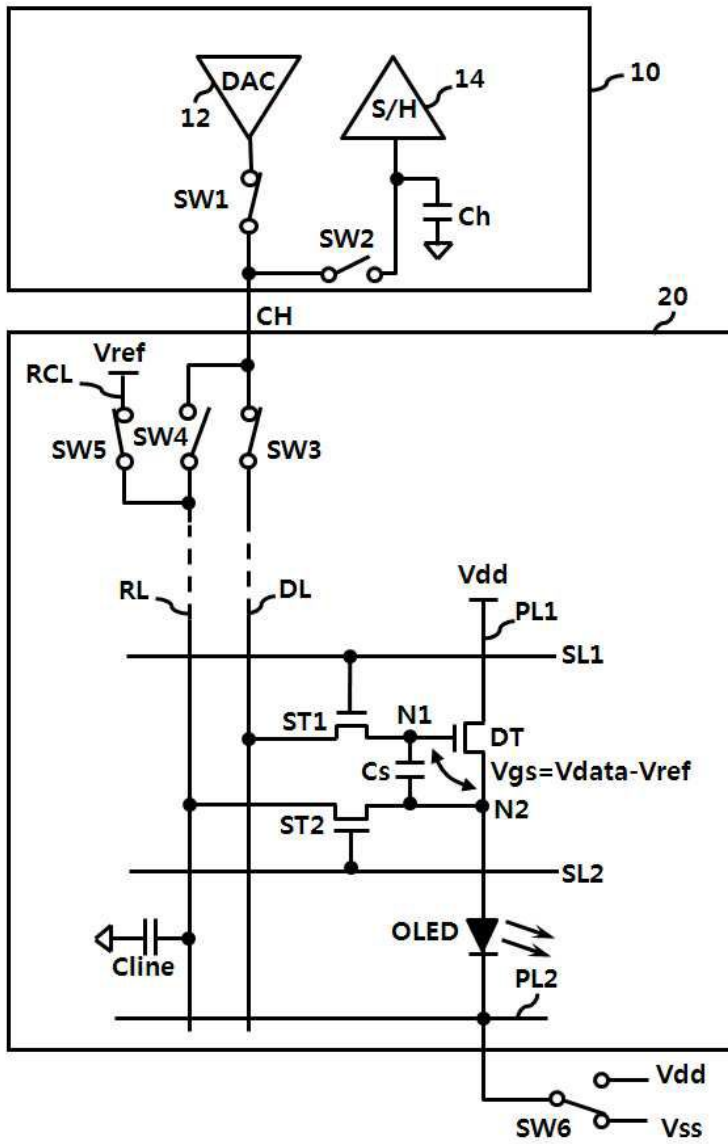 10
DAC
14
12
S/H
SW1
Ch
SW2
CH
20
Vref
RCL
SW5
SW4
SW3
Vdd
RL
DL
PL1
SL1
ST1
N1
DT
Cs
Vgs=Vdata-Vref
ST2
N2
SL2
OLED
Cline
PL2
Vdd
SW6
Vss